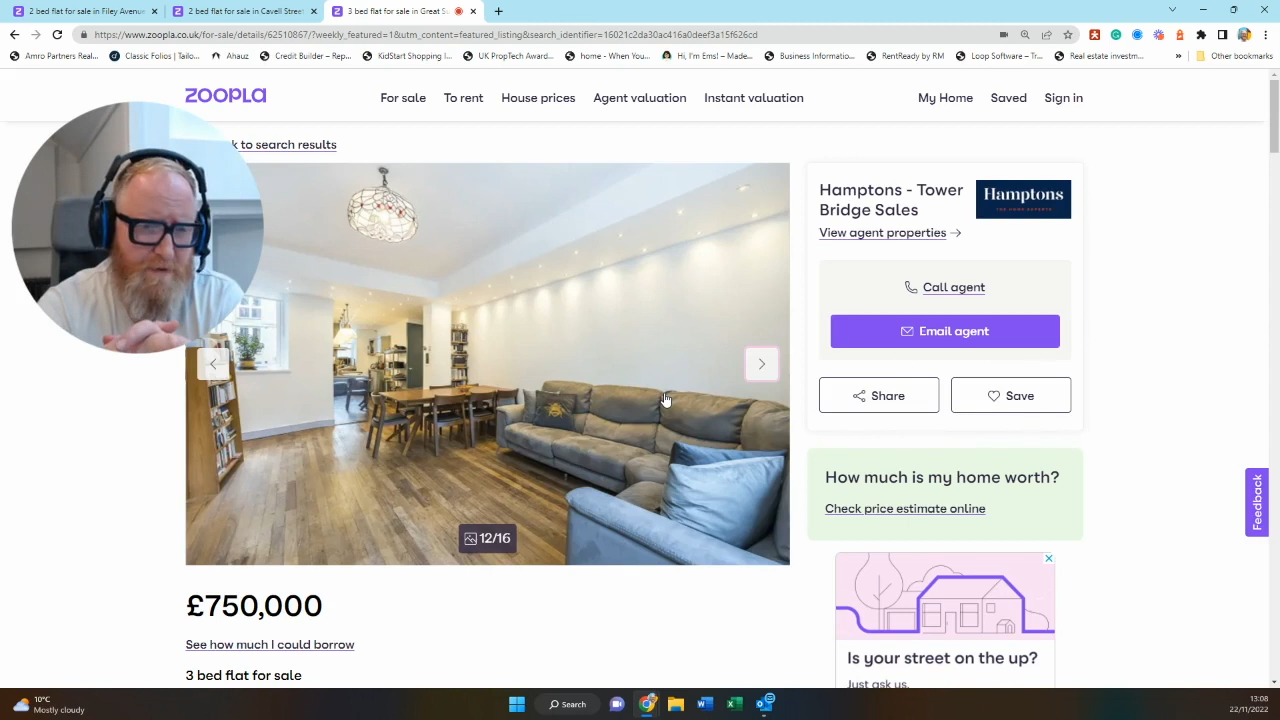 2 bed flat for sale in Filey Avenue
2 bed flat for sale in Cavell Street
3 bed flat for sale in Great S
https://www.zoopla.co.uk/for-sale/details/62510867/?weekly_featured=1&utm_content=featured_listing&search_identifier=16021c2da30ac416a0deef3a15f626cd
Amro Partners Real...
Classic Folios | Tailo...
Ahauz
Credit Builder – Rep...
KidStart Shopping I...
UK PropTech Award...
home - When You...
Hi, I'm Ems! – Made...
Business Informatio...
RentReady by RM
Loop Software – Tr...
Real estate investm...
»
Other bookmarks
ZOOPLA
For sale
To rent
House prices
Agent valuation
Instant valuation
My Home
Saved
Sign in
k to search results
12/16
Hamptons - Tower
Bridge Sales
Hamptons
View agent properties
Call agent
Email agent
Share
Save
How much is my home worth?
Check price estimate online
Is your street on the up?
Just ask us.
Feedback
£750,000
See how much I could borrow
3 bed flat for sale
10°C
Mostly cloudy
Search
13:08
22/11/2022